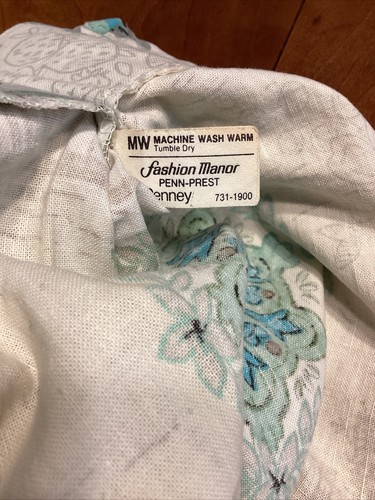 MW MACHINE WASH WARM
Tumble Dry
fashion Manor
PENN-PREST
Penney 731-1900